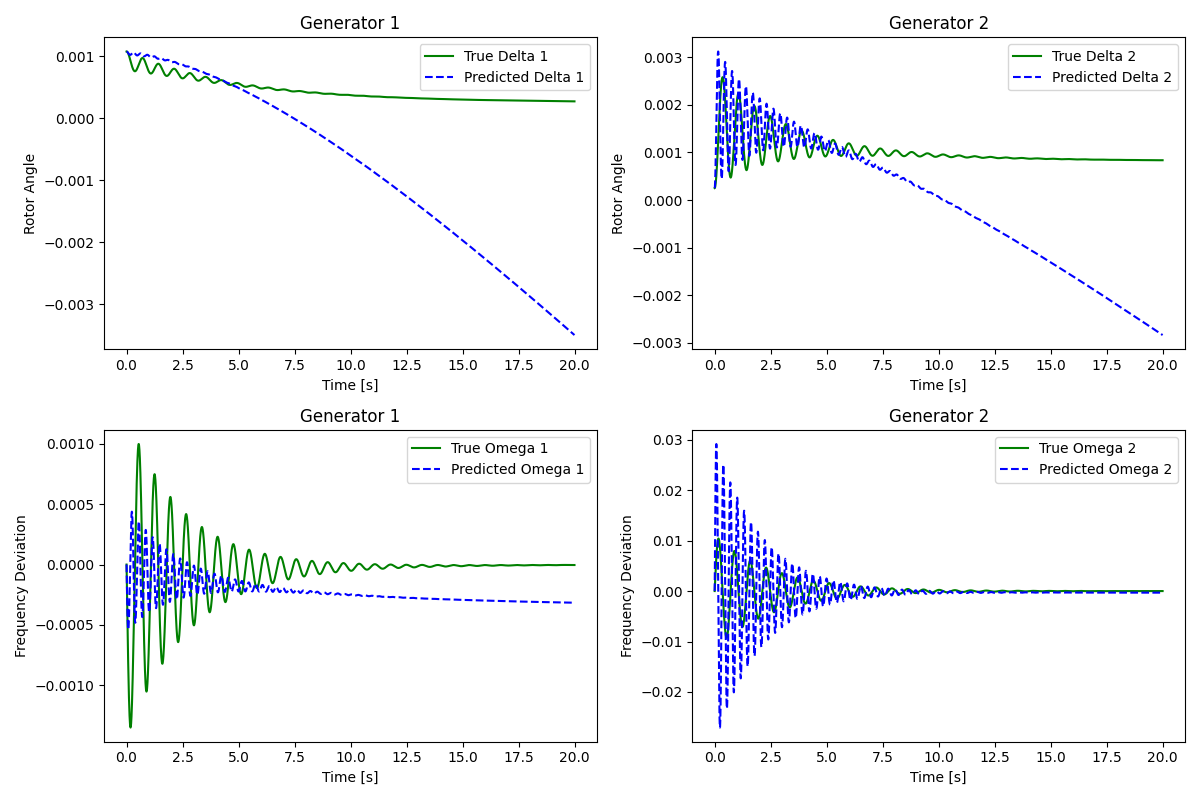 Generator 1
Rotor Angle
0.001
0.000
−0.001
−0.002
−0.003
True Delta 1
Predicted Delta 1
0.0 2.5 5.0 7.5 10.0 12.5 15.0 17.5 20.0
Time [s]
Generator 2
Rotor Angle
0.003
0.002
0.001
0.000
−0.001
−0.002
−0.003
True Delta 2
Predicted Delta 2
0.0 2.5 5.0 7.5 10.0 12.5 15.0 17.5 20.0
Time [s]
Generator 1
Frequency Deviation
0.0010
0.0005
0.0000
−0.0005
−0.0010
True Omega 1
Predicted Omega 1
0.0 2.5 5.0 7.5 10.0 12.5 15.0 17.5 20.0
Time [s]
Generator 2
Frequency Deviation
0.03
0.02
0.01
0.00
−0.01
−0.02
True Omega 2
Predicted Omega 2
0.0 2.5 5.0 7.5 10.0 12.5 15.0 17.5 20.0
Time [s]